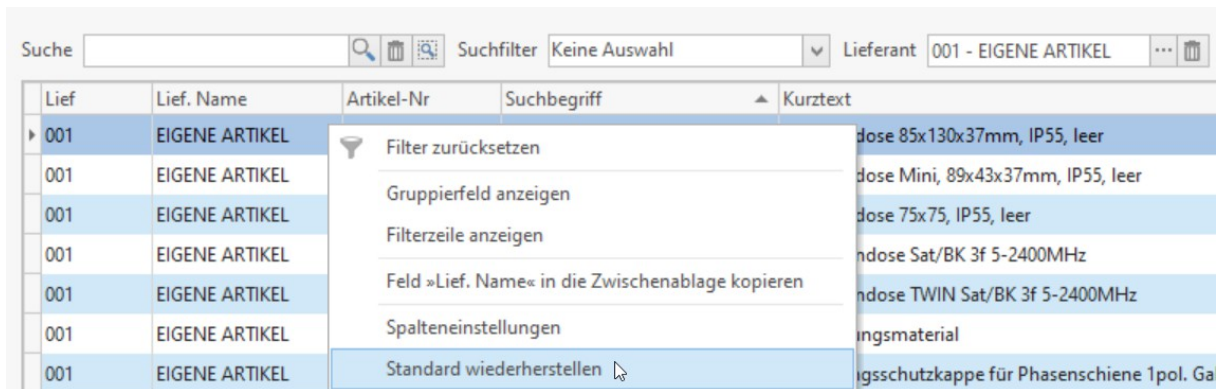 Suche Suchfilter Keine Auswahl Lieferant 001 - EIGENE ARTIKEL
Lief Lief. Name Artikel-Nr Suchbegriff Kurztext
001 EIGENE ARTIKEL dose 85x130x37mm, IP55, leer
Filter zurücksetzen
001 EIGENE ARTIKEL dose Mini, 89x43x37mm, IP55, leer
Gruppierfeld anzeigen
001 EIGENE ARTIKEL dose 75x75, IP55, leer
Filterzeile anzeigen
001 EIGENE ARTIKEL ndose Sat/BK 3f 5-2400MHz
Feld »Lief. Name« in die Zwischenablage kopieren
001 EIGENE ARTIKEL ndose TWIN Sat/BK 3f 5-2400MHz
Spalteneinstellungen
001 EIGENE ARTIKEL ngsmaterial
Standard wiederherstellen
001 EIGENE ARTIKEL gsschutzkappe für Phasenschiene 1pol. Ga